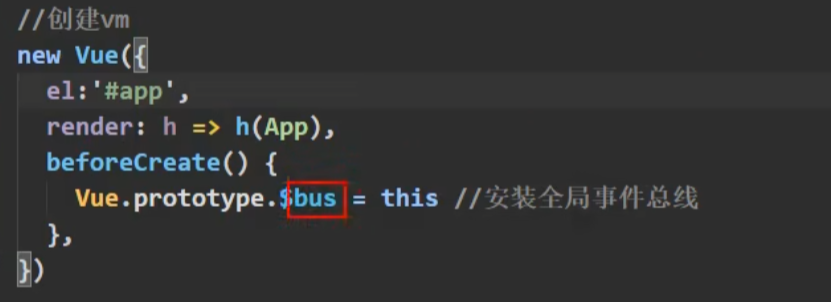 //创建vm
new Vue({
  el:'#app',
  render: h => h(App),
  beforeCreate() {
    Vue.prototype.$bus = this //安装全局事件总线
  },
})